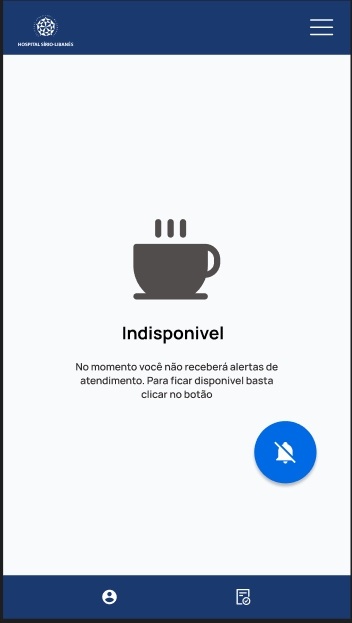 HOSPITAL SÍRIO-LIBANÊS
Indisponivel
No momento você não receberá alertas de
atendimento. Para ficar disponivel basta
clicar no botão